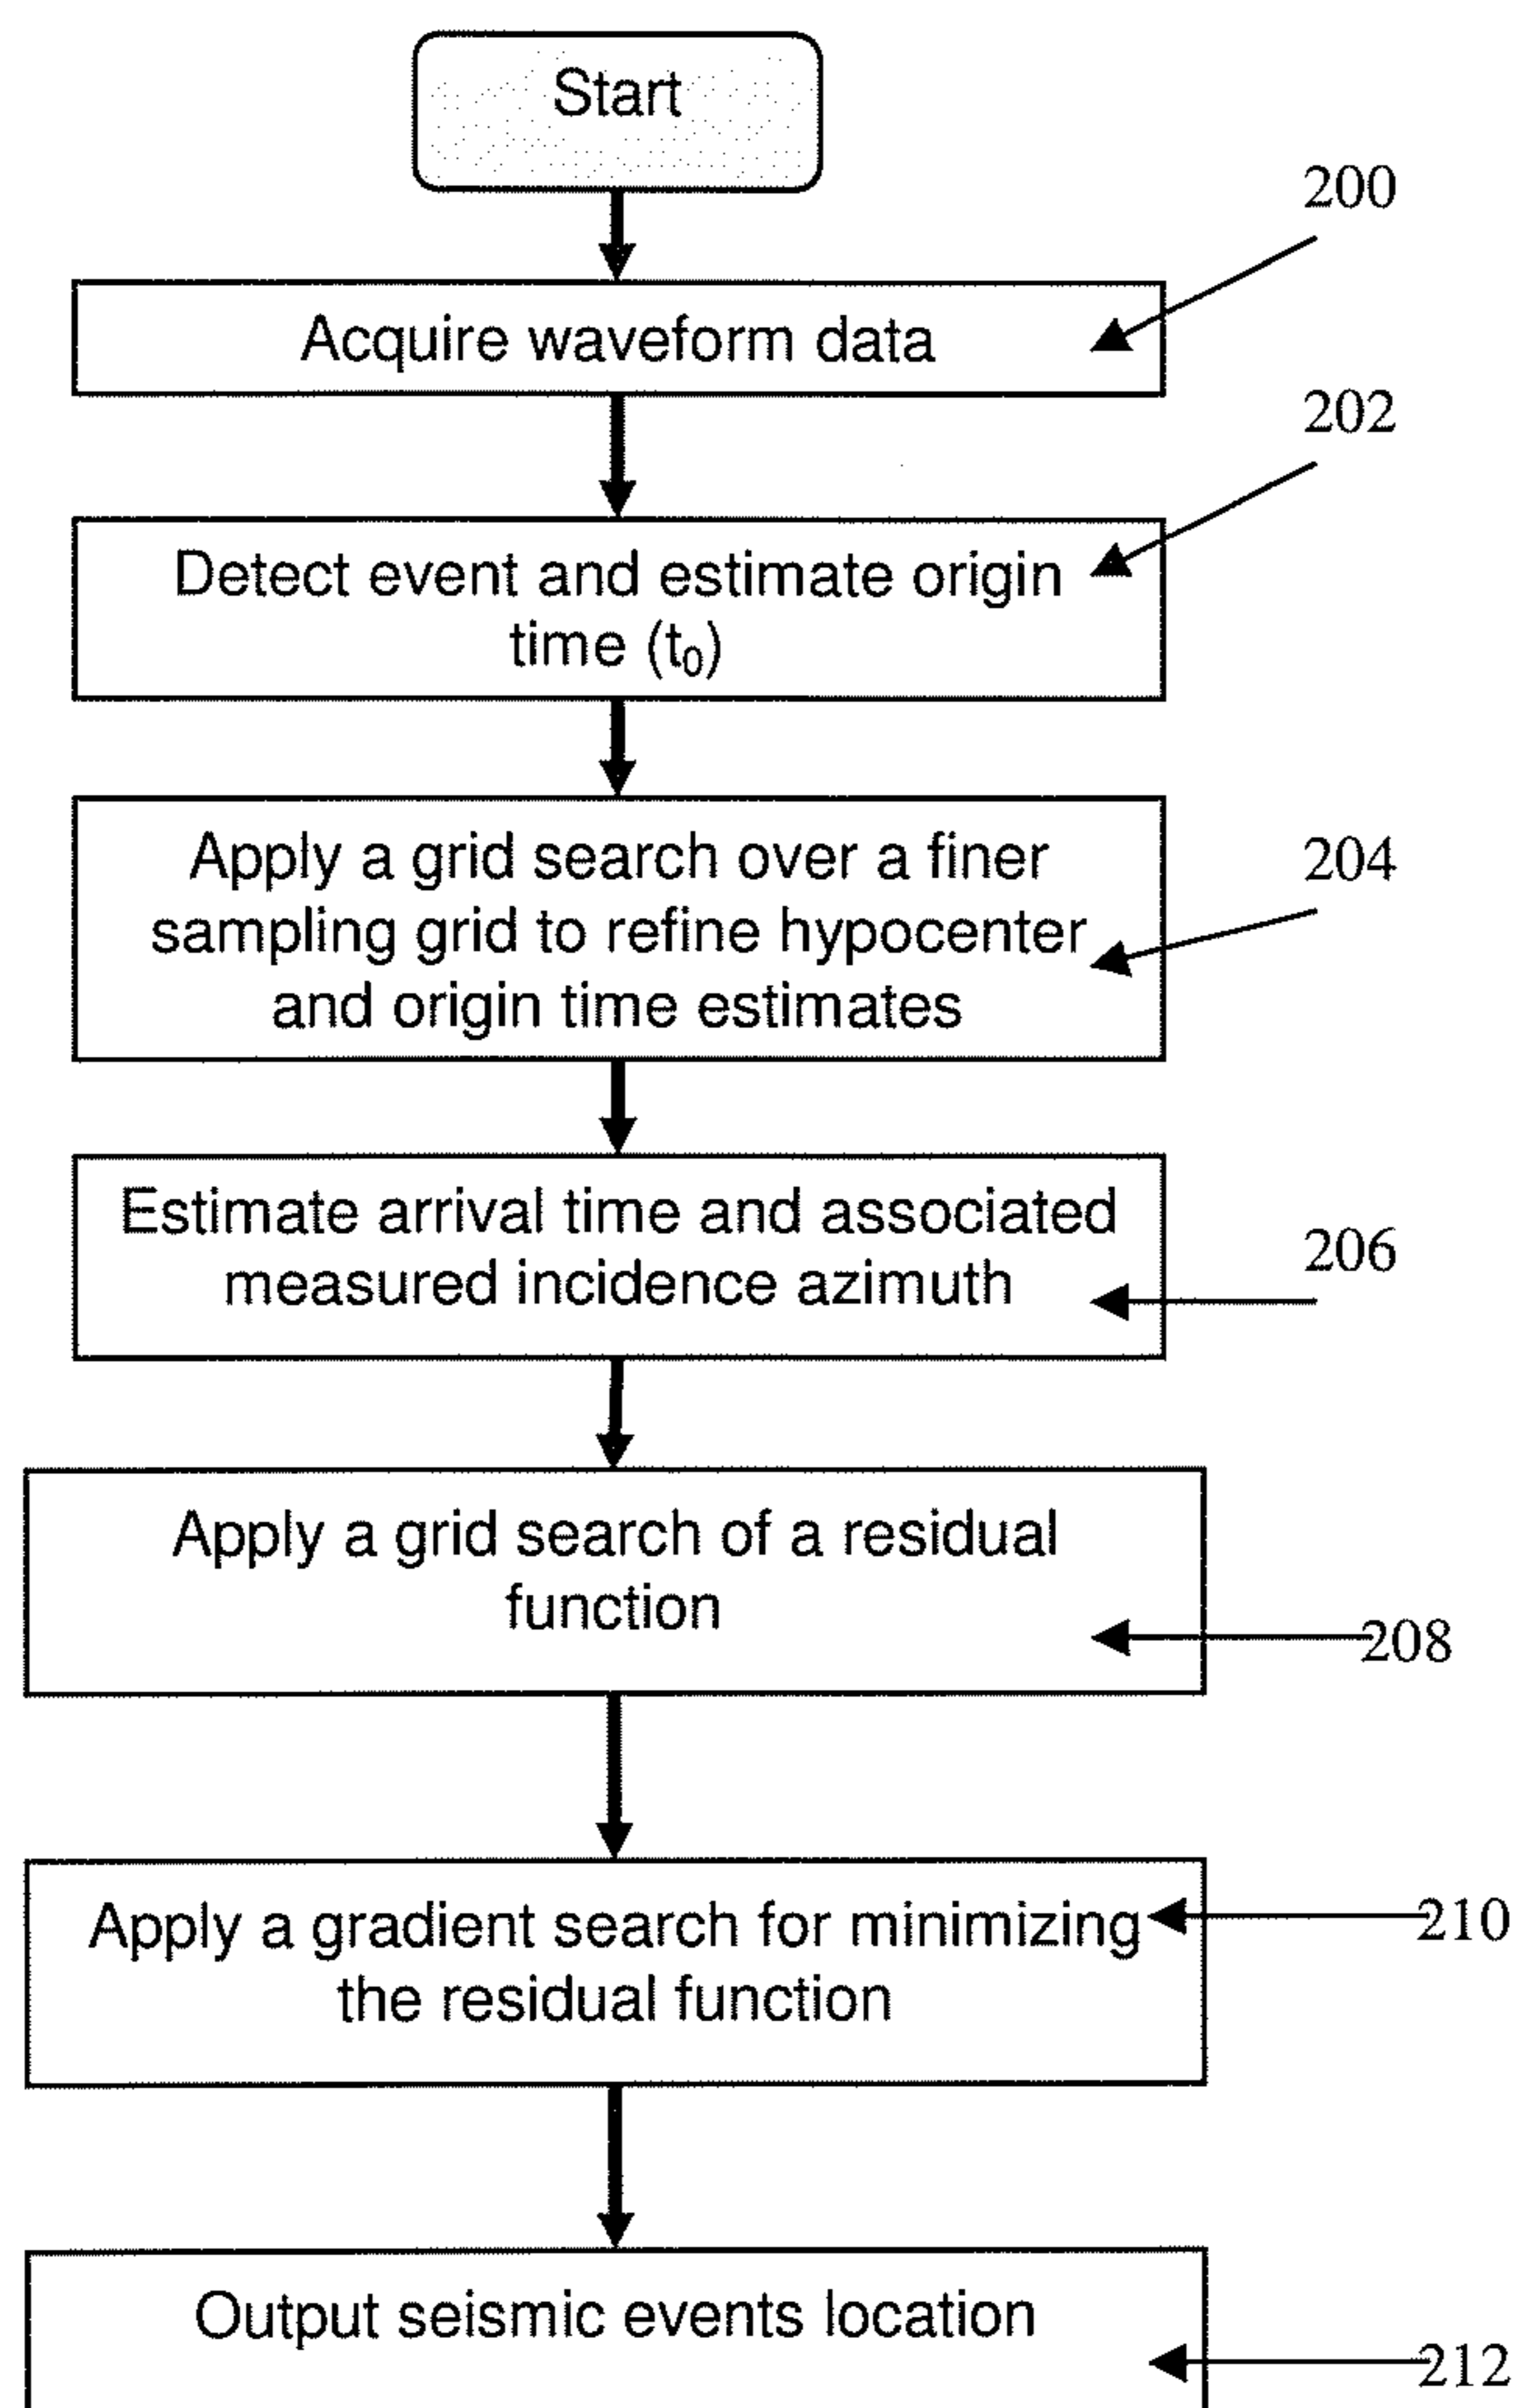 Start
200
Acquire waveform data
202
Detect event and estimate origin
time (t₀)
204
Apply a grid search over a finer
sampling grid to refine hypocenter
and origin time estimates
206
Estimate arrival time and associated
measured incidence azimuth
Apply a grid search of a residual
function
208
Apply a gradient search for minimizing
the residual function
210
Output seismic events location
212